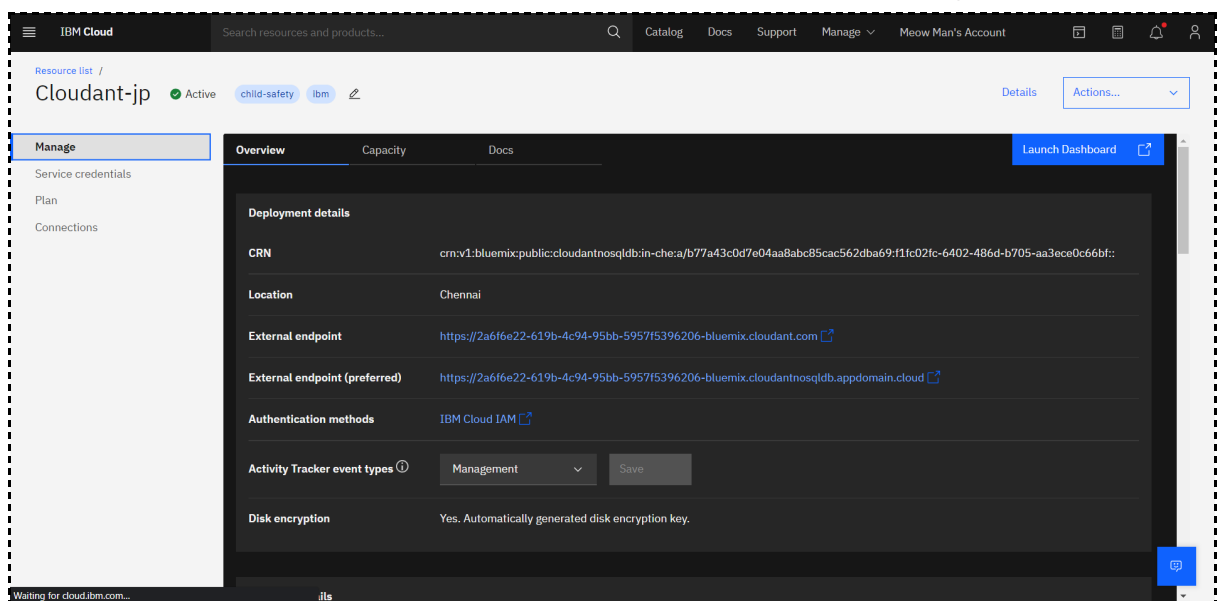 IBM Cloud
Search resources and products...
Catalog
Docs
Support
Manage
Meow Man's Account
Resource list /
Cloudant-jp
Active
child-safety
ibm
Details
Actions...
Manage
Service credentials
Plan
Connections
Overview
Capacity
Docs
Launch Dashboard
Deployment details
CRN
crn:v1:bluemix:public:cloudantnosqldb:in-che:a/b77a43c0d7e04aa8abc85cac562dba69:f1fc02fc-6402-486d-b705-aa3ece0c66bf::
Location
Chennai
External endpoint
https://2a6f6e22-619b-4c94-95bb-5957f5396206-bluemix.cloudant.com
External endpoint (preferred)
https://2a6f6e22-619b-4c94-95bb-5957f5396206-bluemix.cloudantnosqldb.appdomain.cloud
Authentication methods
IBM Cloud IAM
Activity Tracker event types
Management
Save
Disk encryption
Yes. Automatically generated disk encryption key.
Waiting for cloud.ibm.com...